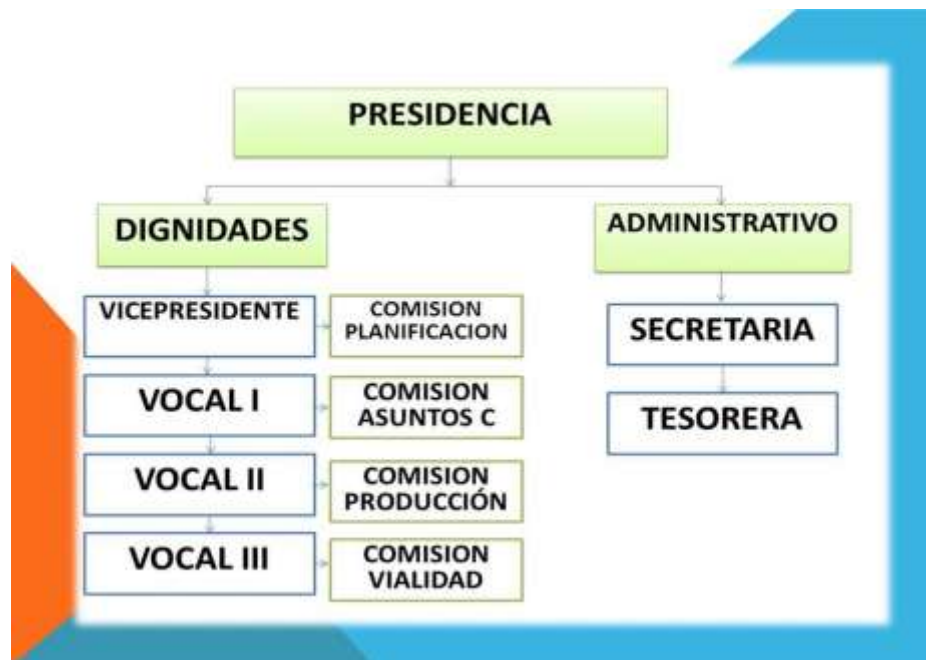 PRESIDENCIA
DIGNIDADES
ADMINISTRATIVO
VICEPRESIDENTE
COMISION
PLANIFICACION
SECRETARIA
VOCAL I
COMISION
ASUNTOS C
TESORERA
VOCAL II
COMISION
PRODUCCIÓN
VOCAL III
COMISION
VIALIDAD